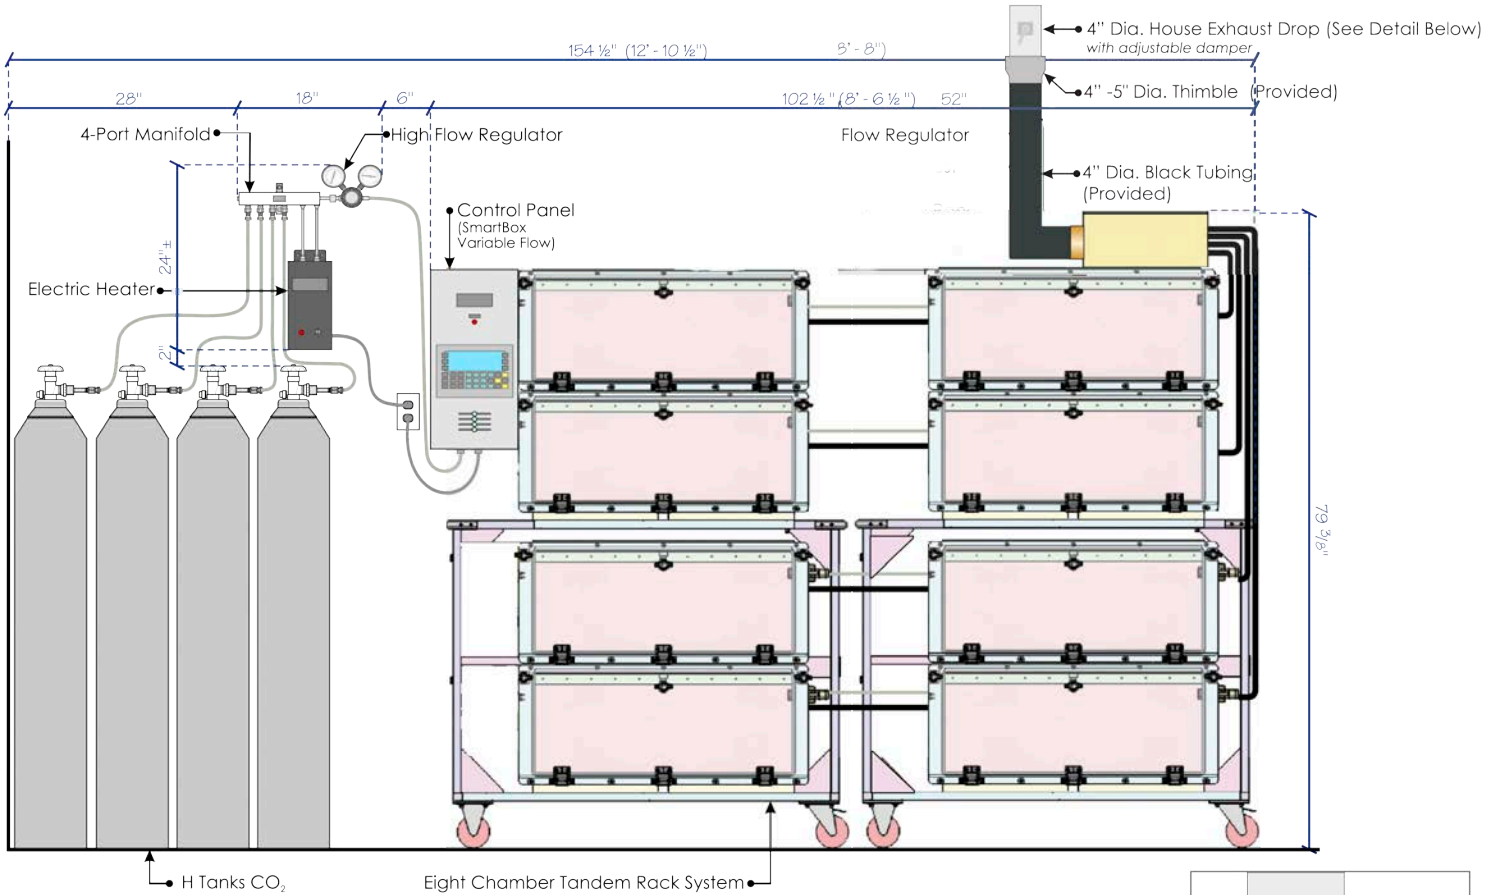 4" Dia. House Exhaust Drop (See Detail Below)
with adjustable damper
154 ½" (12' - 10 ½")
8' - 8")
4" -5" Dia. Thimble (Provided)
28"
18"
6"
102 ½" (8' - 6 ½")
52"
4-Port Manifold
High Flow Regulator
Flow Regulator
4" Dia. Black Tubing
(Provided)
Control Panel
(SmartBox
Variable Flow)
24"±
Electric Heater
2"
79 3/8"
H Tanks CO₂
Eight Chamber Tandem Rack System